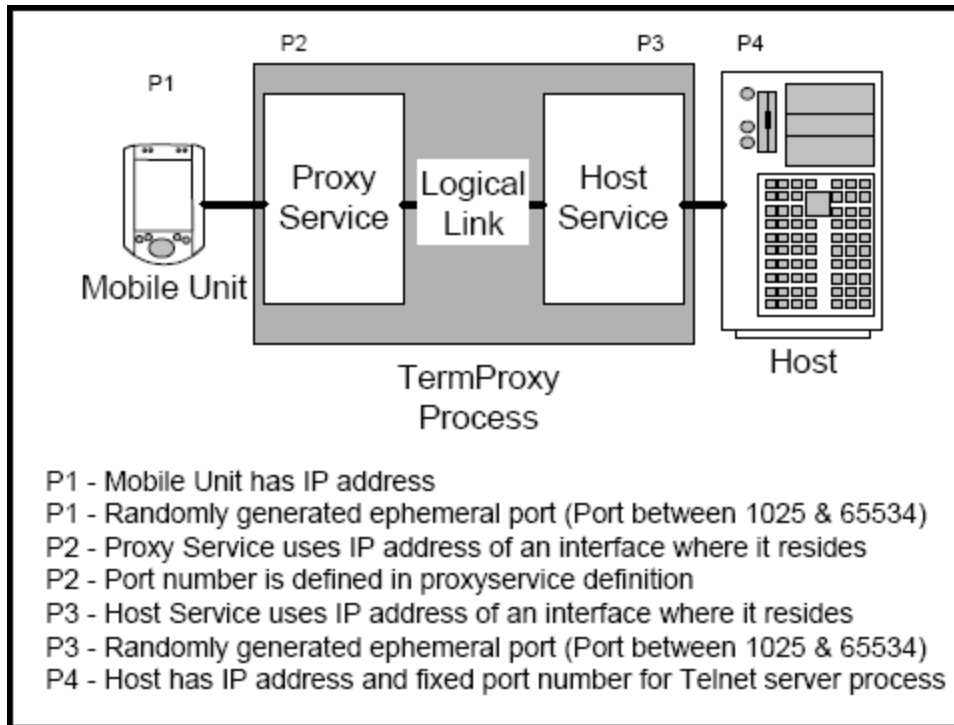 P2
P3
P4
P1
Proxy
Service
Logical
Link
Host
Service
Mobile Unit
Host
TermProxy
Process
P1 - Mobile Unit has IP address
P1 - Randomly generated ephemeral port (Port between 1025 & 65534)
P2 - Proxy Service uses IP address of an interface where it resides
P2 - Port number is defined in proxyservice definition
P3 - Host Service uses IP address of an interface where it resides
P3 - Randomly generated ephemeral port (Port between 1025 & 65534)
P4 - Host has IP address and fixed port number for Telnet server process